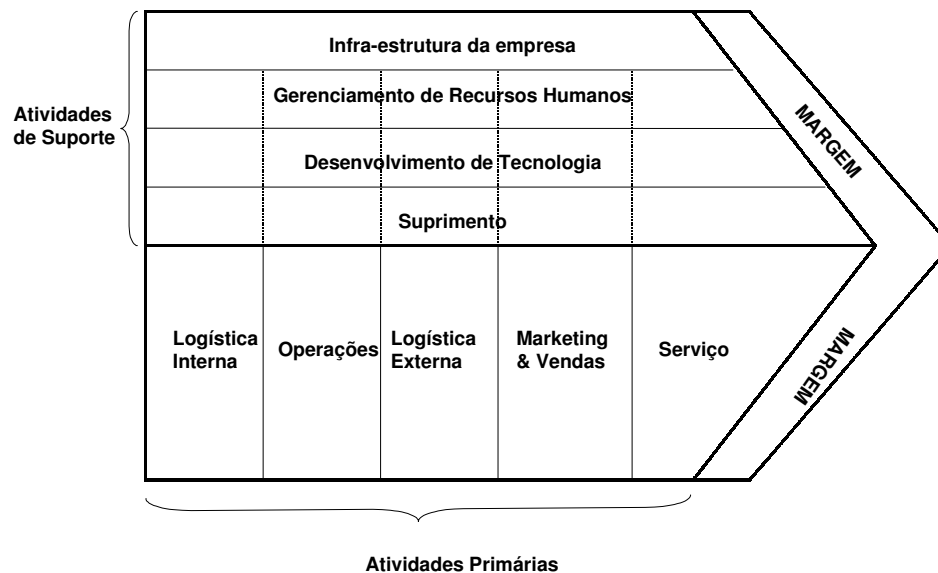 Infra-estrutura da empresa
Gerenciamento de Recursos Humanos
Atividades
de Suporte
Desenvolvimento de Tecnologia
Suprimento
MARGEM
Logística
Interna
Operações
Logística
Externa
Marketing
& Vendas
Serviço
MARGEM
Atividades Primárias